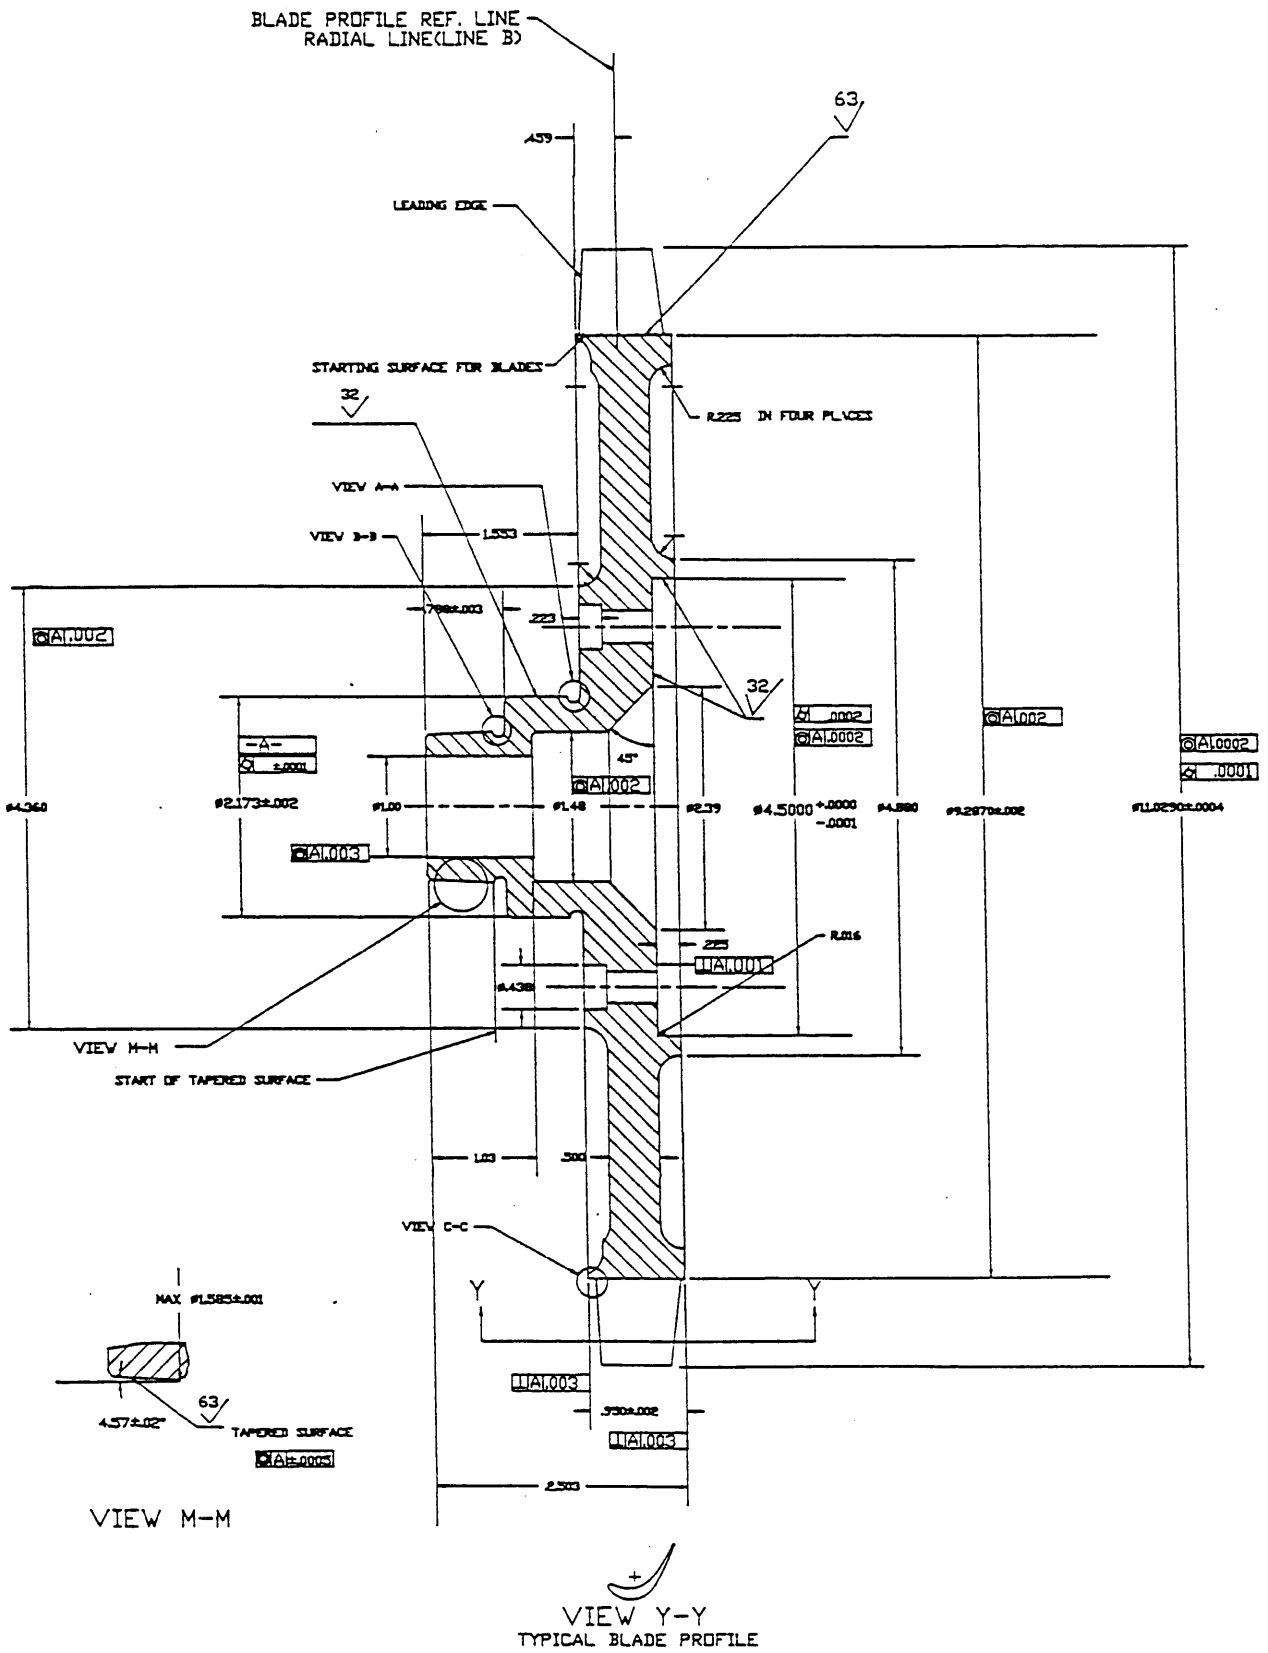 BLADE PROFILE REF. LINE
RADIAL LINE(LINE B)
63
.459
LEADING EDGE
STARTING SURFACE FOR BLADES
32
R.225 IN FOUR PLACES
VIEW A-A
1.553
VIEW B-B
.788±.003
.223
A .002
32
.0002
A .0002
A .002
-A-
±.0001
45°
A .002
A .0002
.0001
ø4.360
ø2.173±.002
ø1.00
ø1.48
ø2.39
ø4.5000 +.0000
-.0001
ø4.880
ø9.2870±.002
ø11.0290±.0004
A .003
R.016
.225
A .001
ø.438
VIEW M-M
START OF TAPERED SURFACE
1.03
.500
VIEW C-C
Y
Y
MAX ø1.585±.001
A .003
63
4.57±.02°
TAPERED SURFACE
A ±.0005
.950±.002
A .003
2.503
VIEW M-M
VIEW Y-Y
TYPICAL BLADE PROFILE